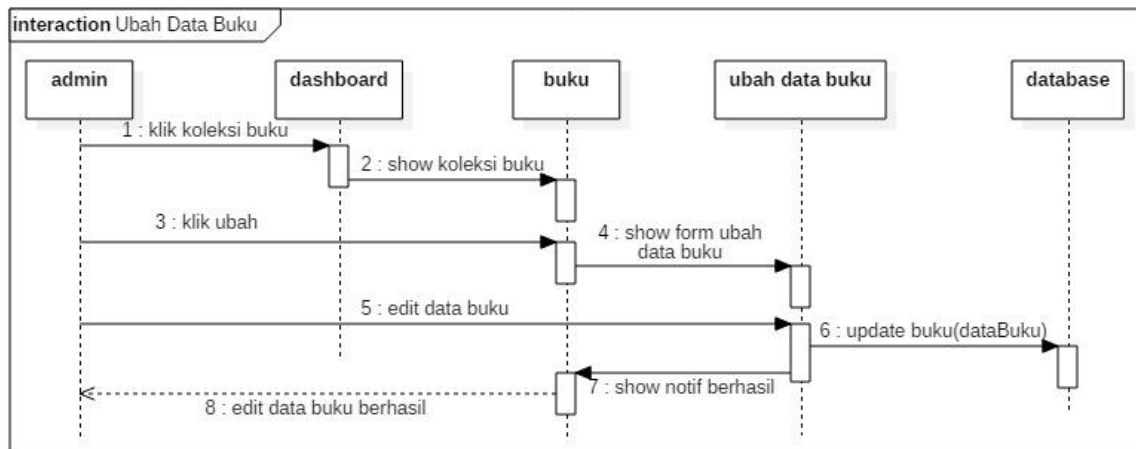 interaction Ubah Data Buku
admin
dashboard
buku
ubah data buku
database
1 : klik koleksi buku
2 : show koleksi buku
3 : klik ubah
4 : show form ubah
data buku
5 : edit data buku
6 : update buku(dataBuku)
7 : show notif berhasil
8 : edit data buku berhasil